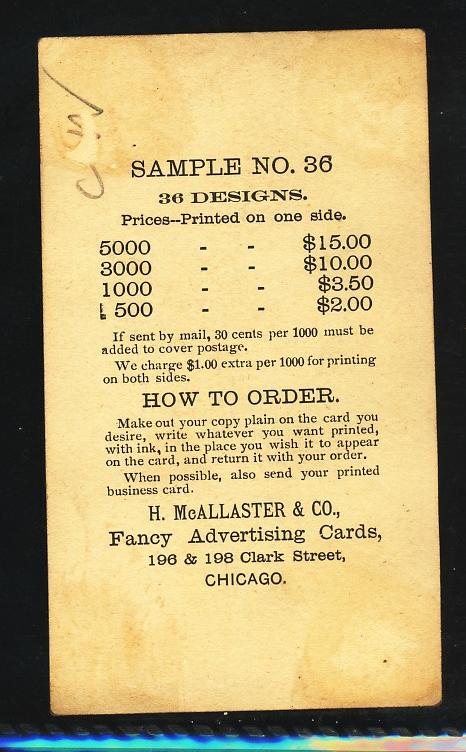 SAMPLE NO. 36
36 DESIGNS.
Prices--Printed on one side.
5000 - - $15.00
3000 - - $10.00
1000 - - $3.50
500 - - $2.00
If sent by mail, 30 cents per 1000 must be
added to cover postage.
We charge $1.00 extra per 1000 for printing
on both sides.
HOW TO ORDER.
Make out your copy plain on the card you
desire, write whatever you want printed,
with ink, in the place you wish it to appear
on the card, and return it with your order.
When possible, also send your printed
business card.
H. McALLASTER & CO.,
Fancy Advertising Cards,
196 & 198 Clark Street,
CHICAGO.